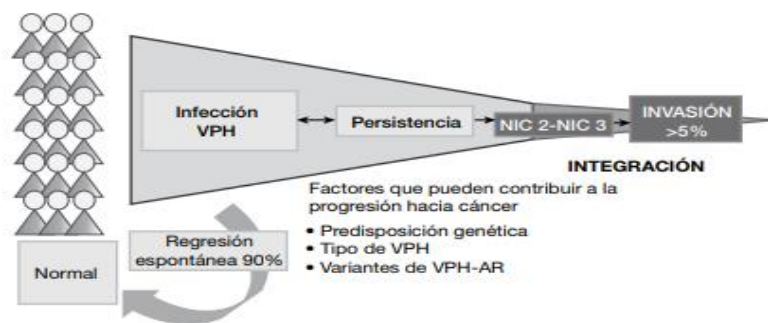 Infección
VPH
Persistencia
NIC 2-NIC 3
INVASIÓN
>5%
INTEGRACIÓN
Factores que pueden contribuir a la
progresión hacia cáncer
• Predisposición genética
• Tipo de VPH
• Variantes de VPH-AR
Regresión
espontánea 90%
Normal